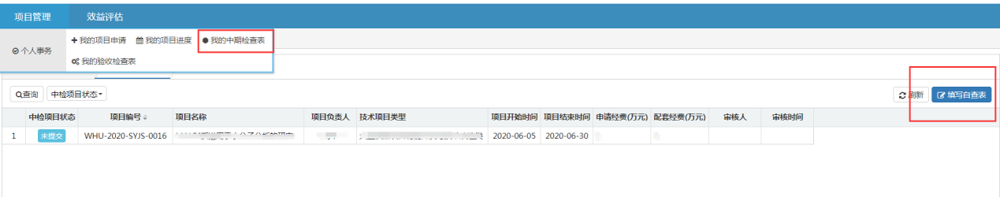 项目管理 效益评估
个人事务 我的项目申请 我的项目进度 我的中期检查表
我的验收检查表
查询 中检项目状态 刷新 填写自查表
中检项目状态 项目编号 项目名称 项目负责人 技术项目类型 项目开始时间 项目结束时间 申请经费(万元) 配套经费(万元) 审核人 审核时间
1 未提交 WHU-2020-SYJS-0016 2020-06-05 2020-06-30